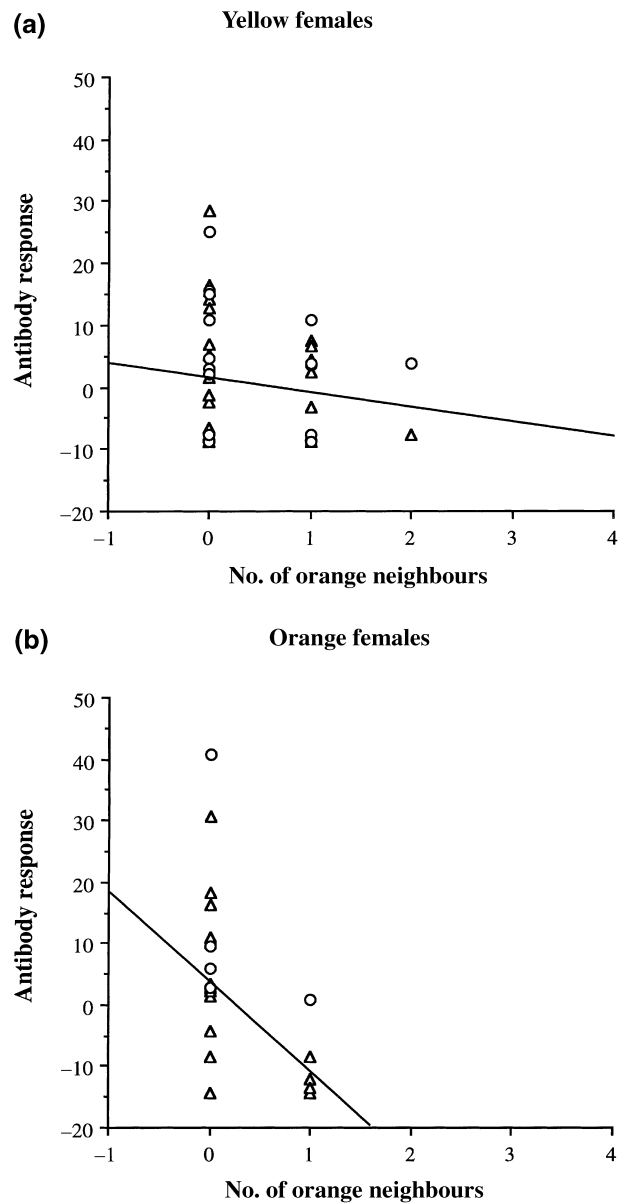 (a)
Yellow females
50
40
30
20
10
0
−10
−20
Antibody response
−1 0 1 2 3 4
No. of orange neighbours
(b)
Orange females
50
40
30
20
10
0
−10
−20
Antibody response
−1 0 1 2 3 4
No. of orange neighbours